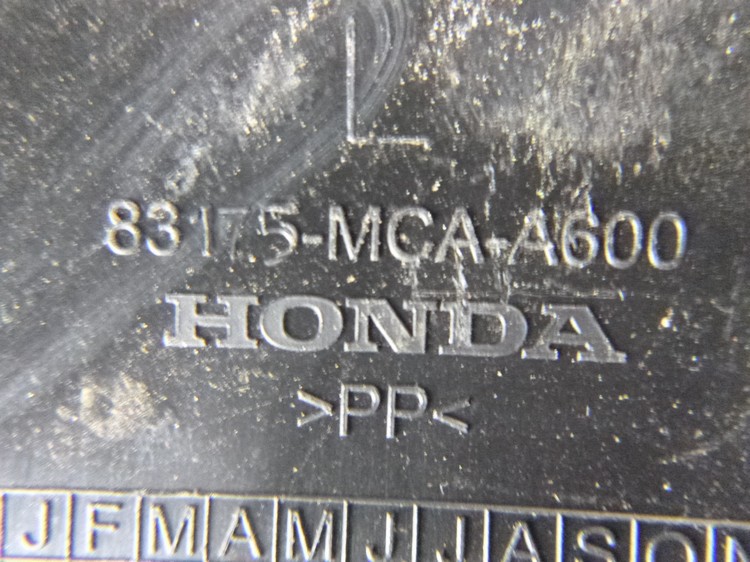 L
83175-MCA-A600
HONDA
>PP<
J F M A M J J A S O N